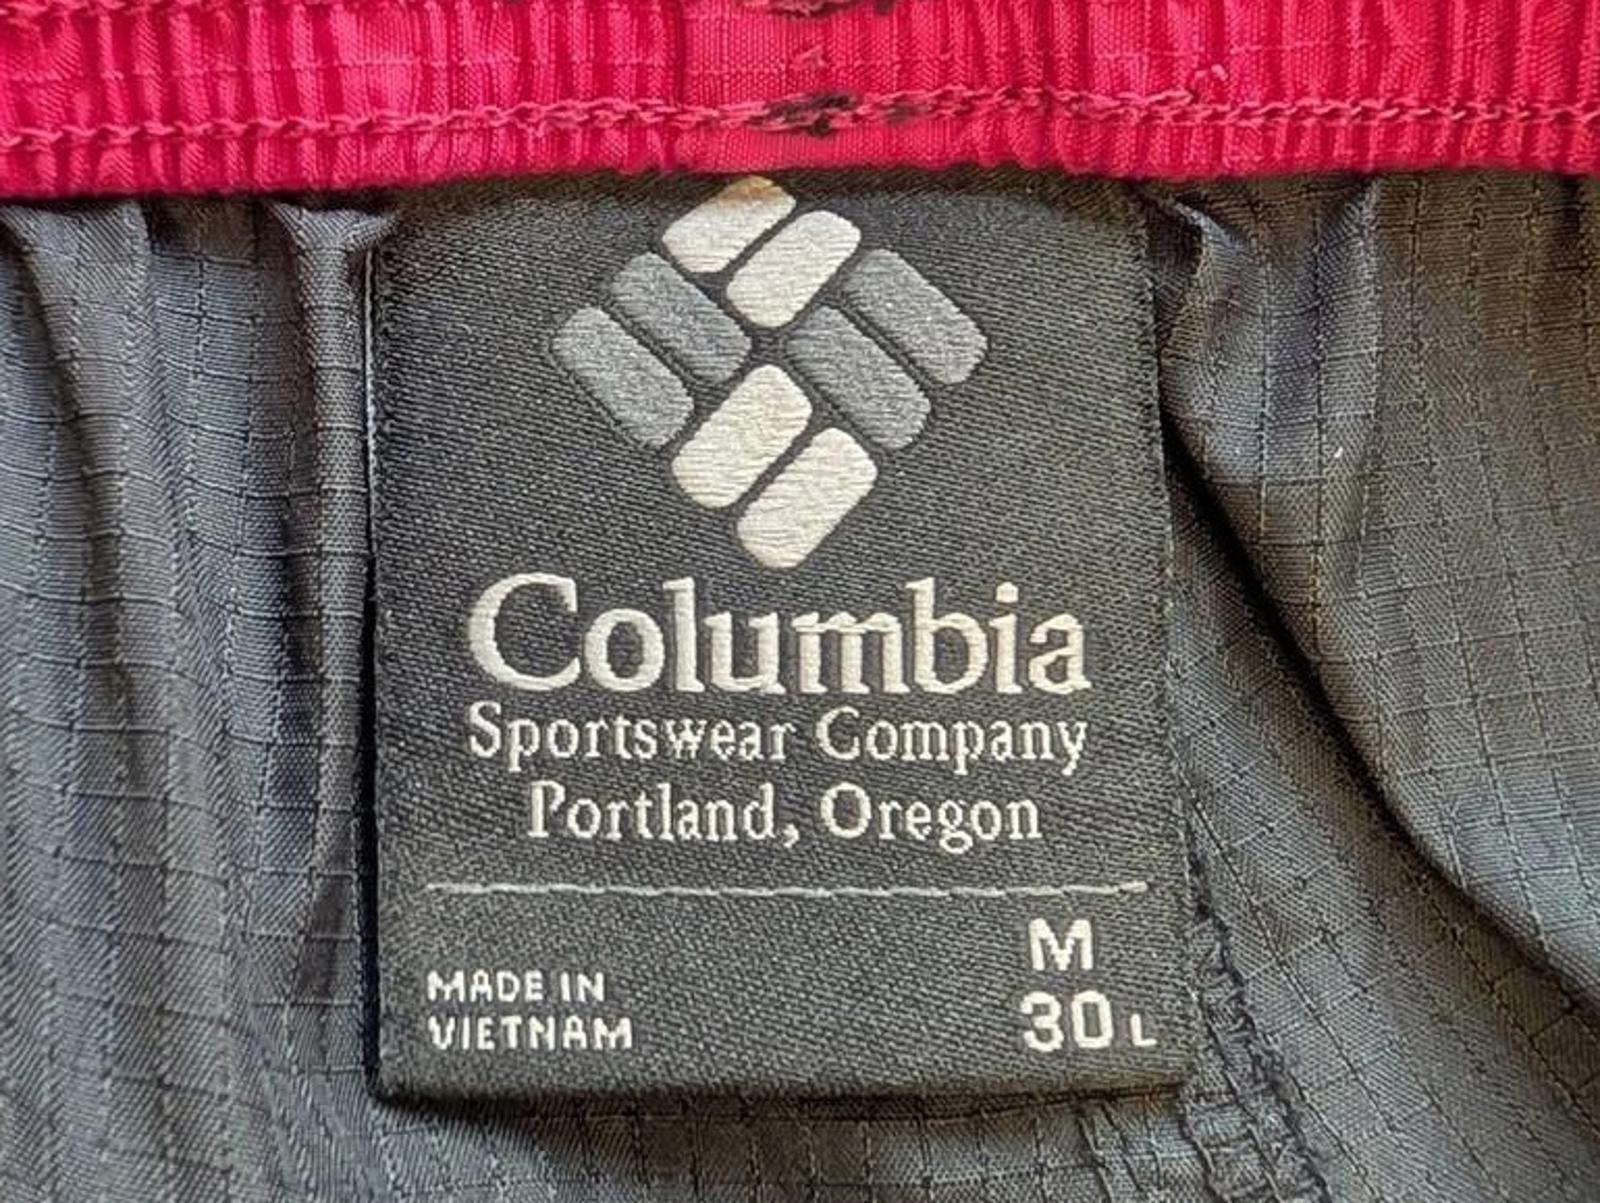 Columbia
Sportswear Company
Portland, Oregon
MADE IN
VIETNAM
M
30 L